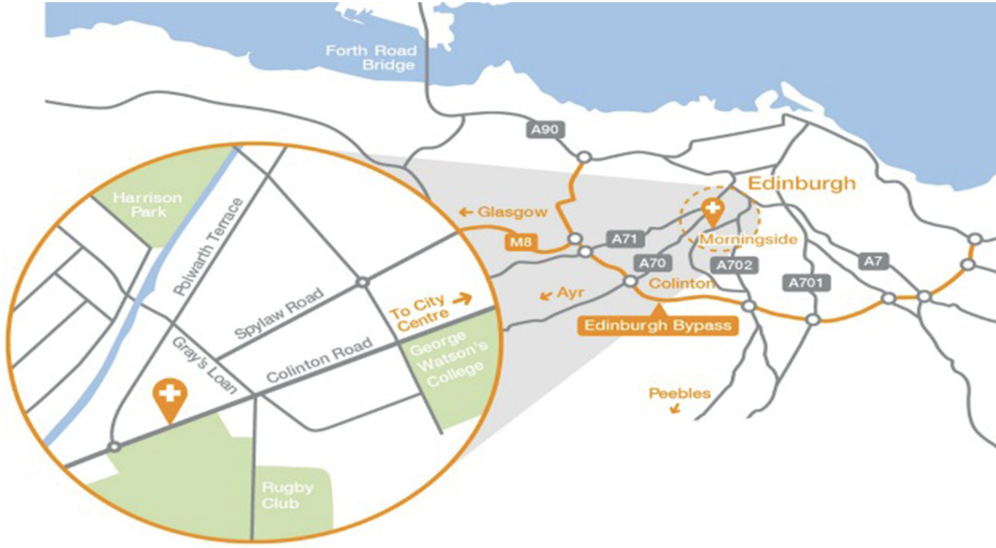 Forth Road
Bridge
A90
Edinburgh
← Glasgow
M8
A71
Morningside
A70
A702
A7
Colinton
A701
← Ayr
Edinburgh Bypass
Peebles
Harrison
Park
Polwarth Terrace
Spylaw Road
To City →
Centre
Gray's Loan
Colinton Road
George
Watson's
College
Rugby
Club